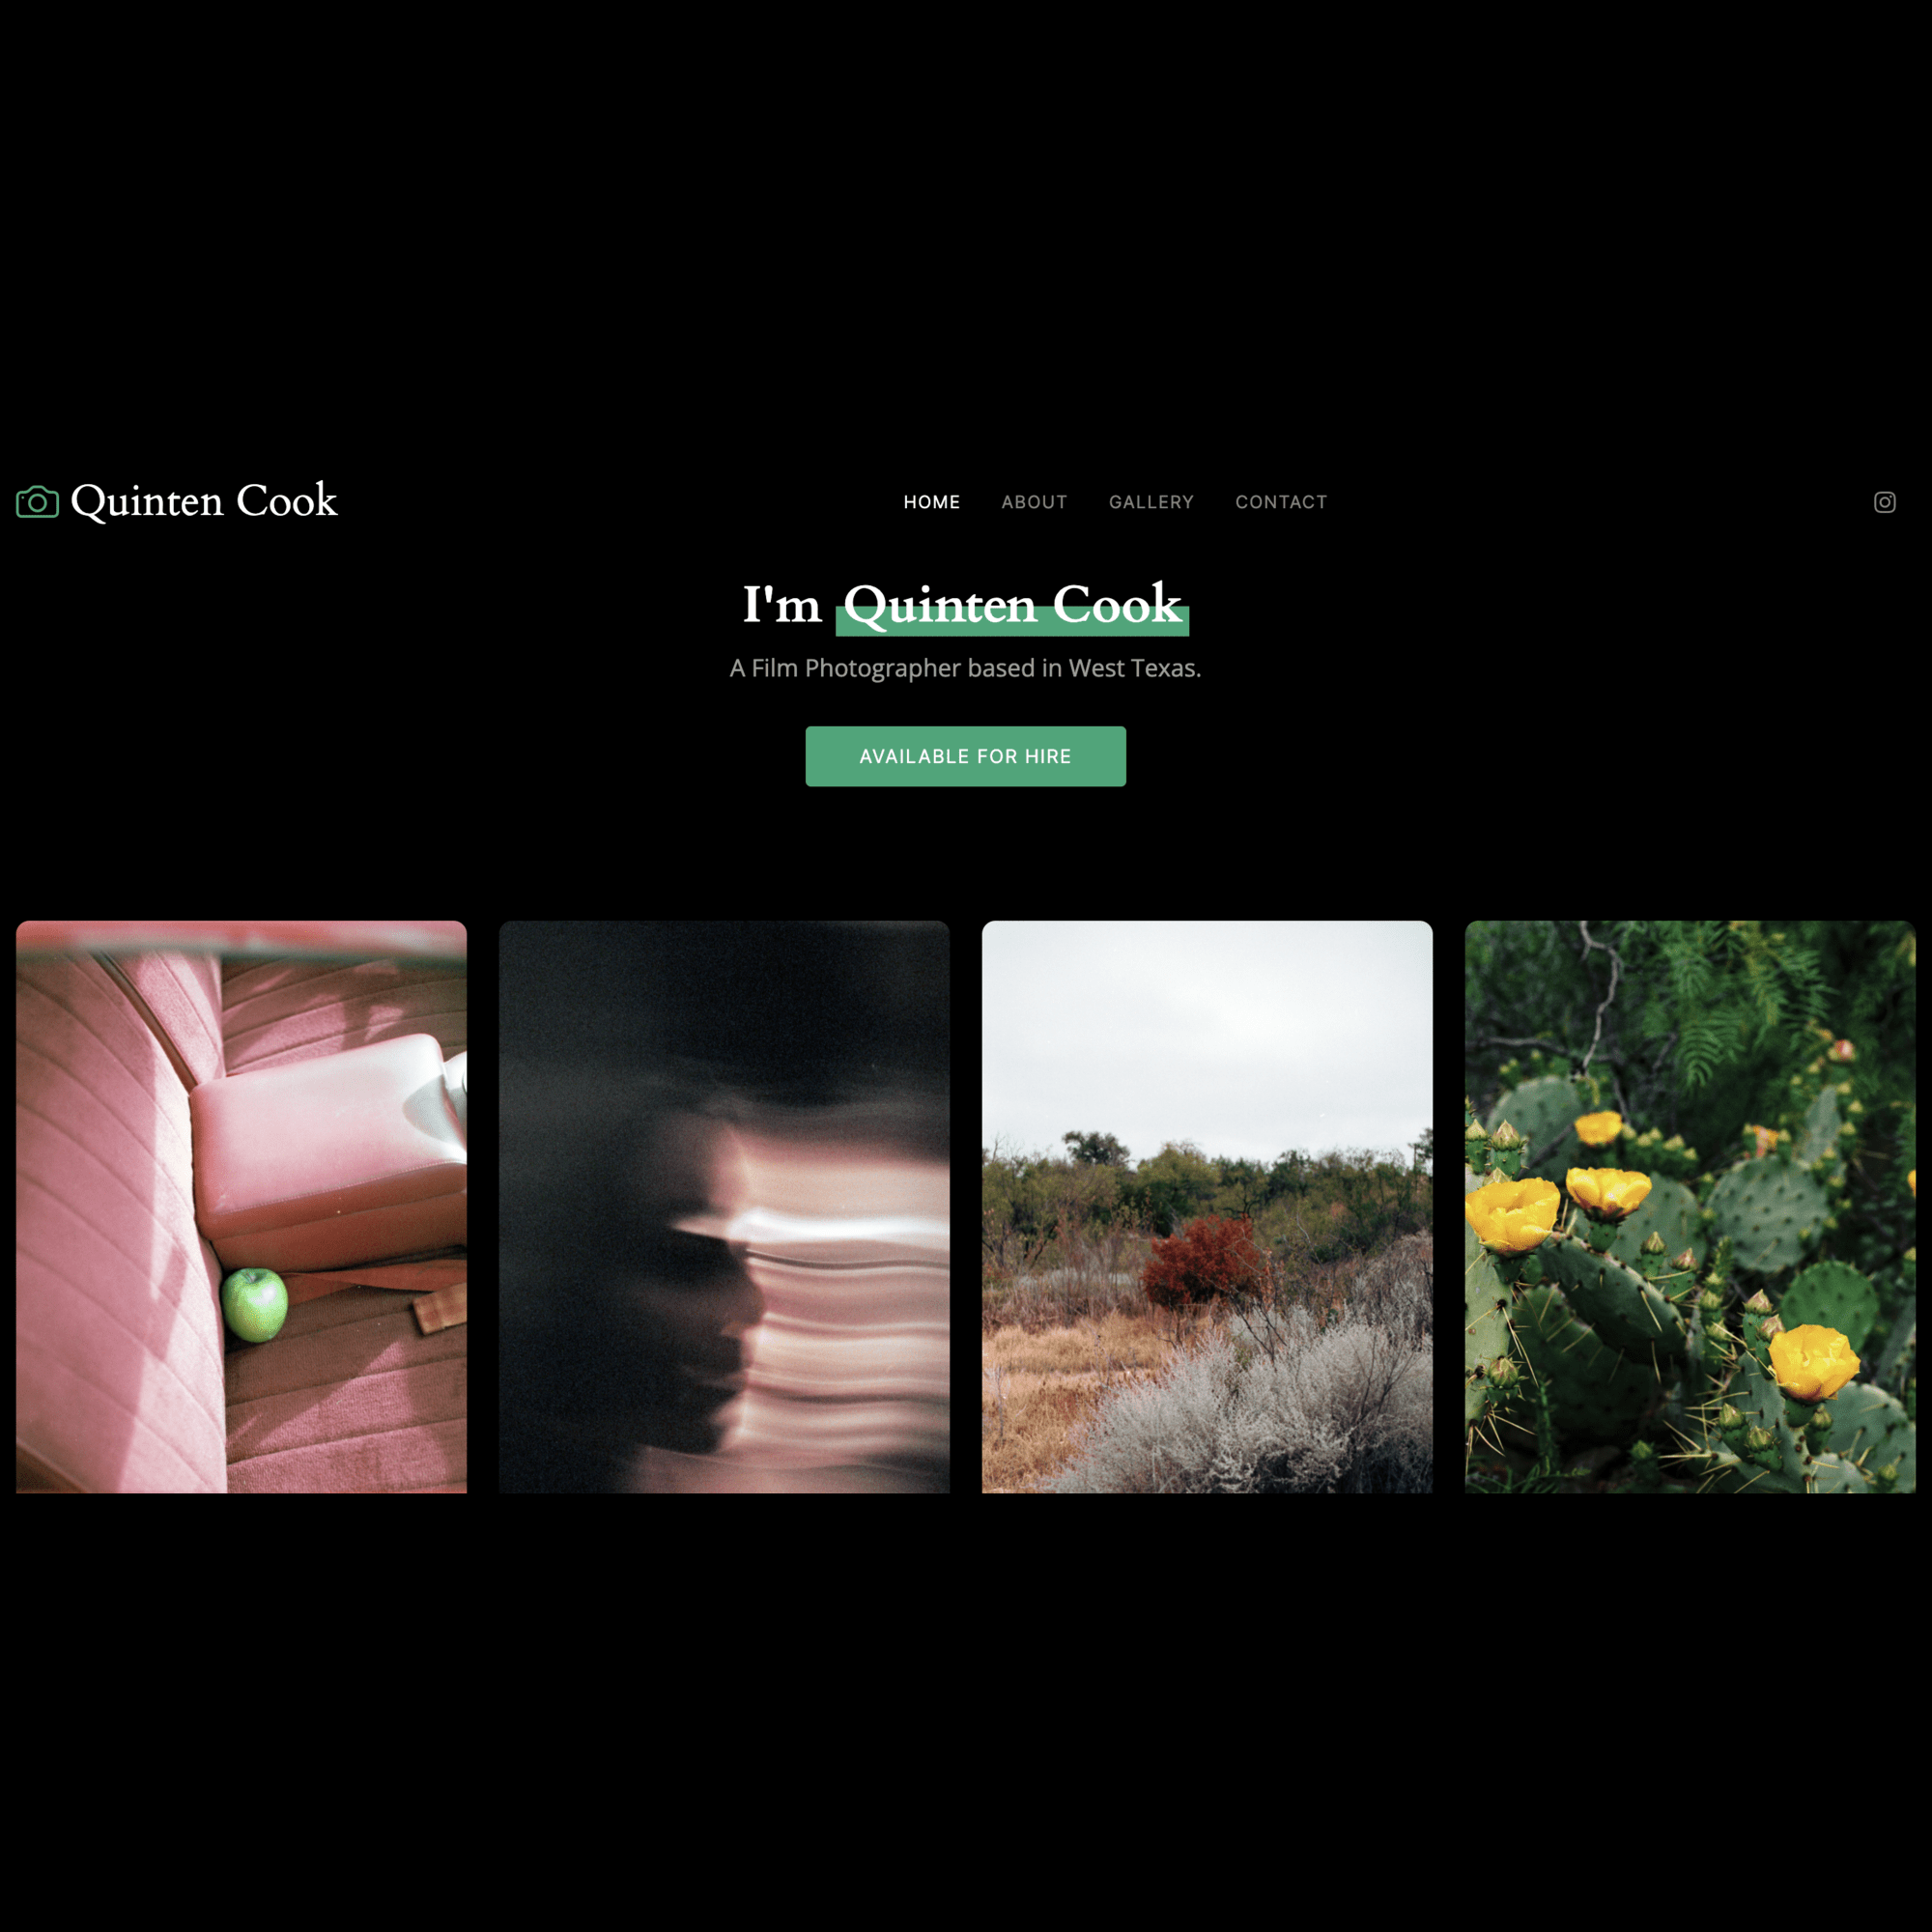 Quinten Cook
HOME ABOUT GALLERY CONTACT
I'm Quinten Cook
A Film Photographer based in West Texas.
AVAILABLE FOR HIRE